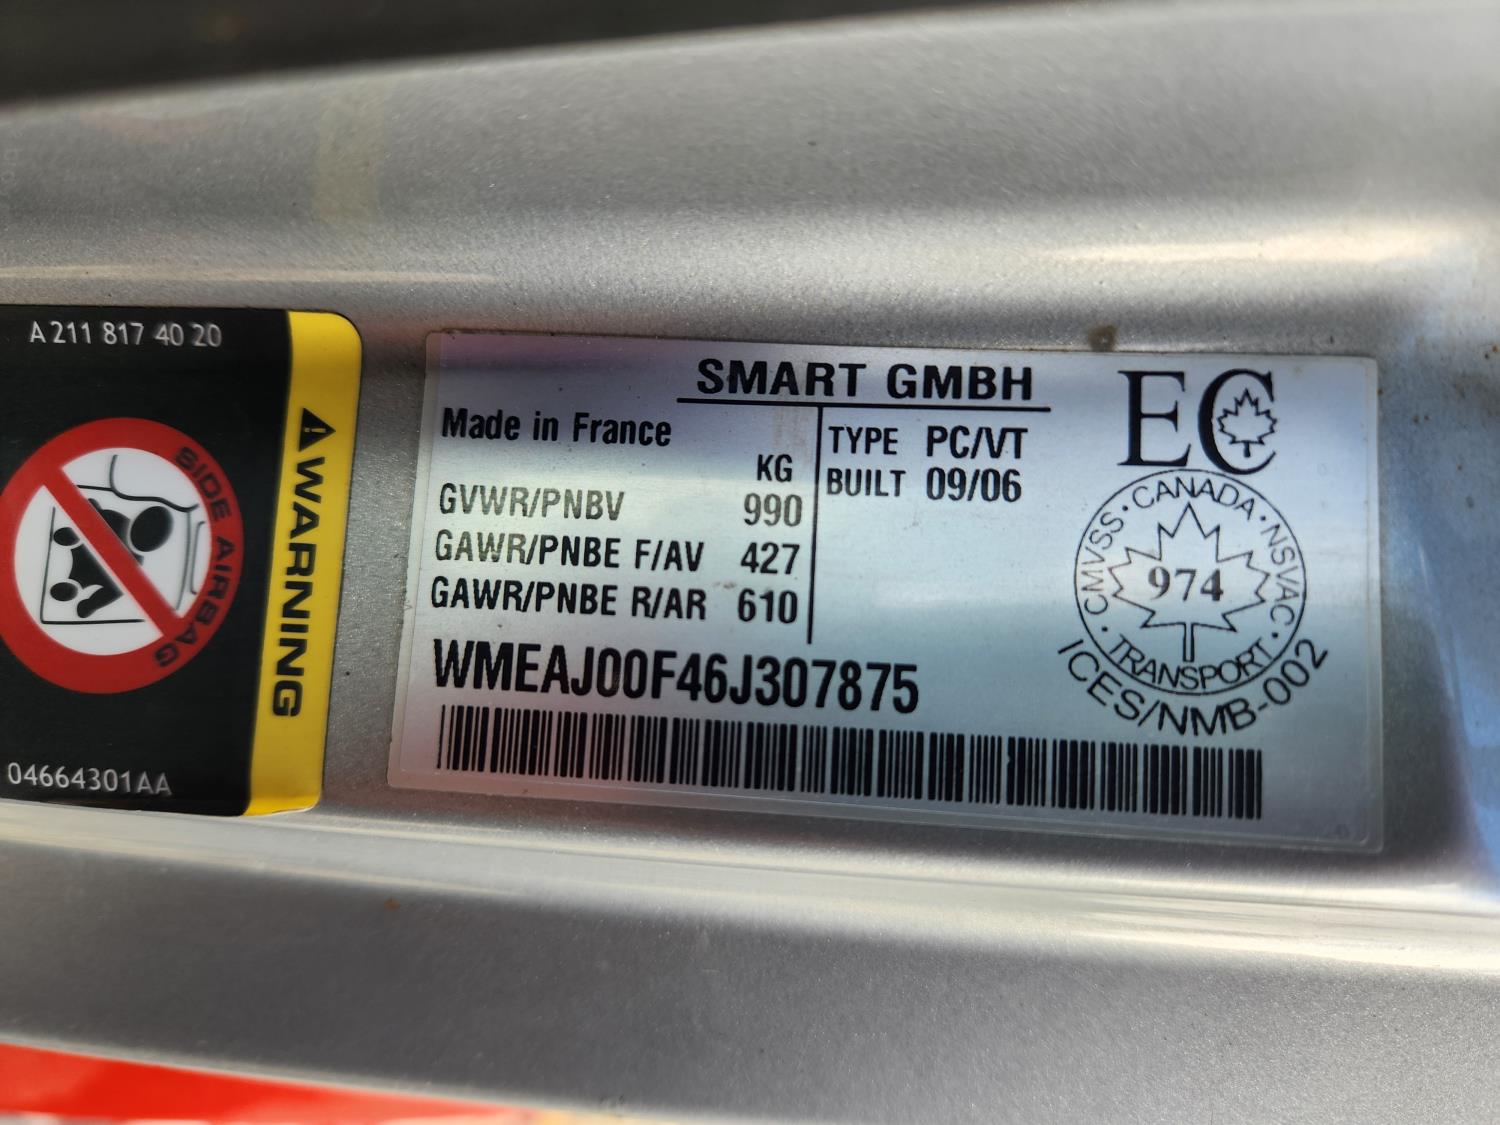 A 211 817 40 20
SIDE AIRBAG
WARNING
04664301AA
SMART GMBH
Made in France
KG
GVWR/PNBV 990
GAWR/PNBE F/AV 427
GAWR/PNBE R/AR 610
TYPE PC/VT
BUILT 09/06
WMEAJ00F46J307875
EC
CMVSS · CANADA · NSVAC · TRANSPORT ·
974
ICES/NMB-002